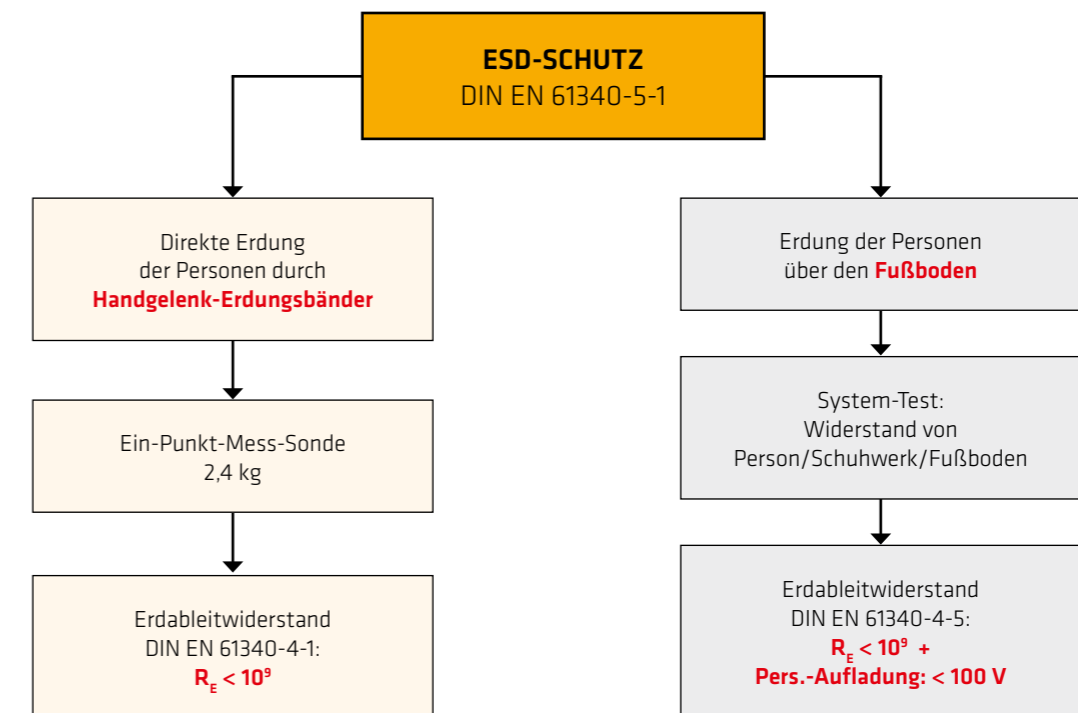 ESD-SCHUTZ
DIN EN 61340-5-1
Direkte Erdung
der Personen durch
Handgelenk-Erdungsbänder
Ein-Punkt-Mess-Sonde
2,4 kg
Erdableitwiderstand
DIN EN 61340-4-1:
R_E < 10⁹
Erdung der Personen
über den Fußboden
System-Test:
Widerstand von
Person/Schuhwerk/Fußboden
Erdableitwiderstand
DIN EN 61340-4-5:
R_E < 10⁹ +
Pers.-Aufladung: < 100 V